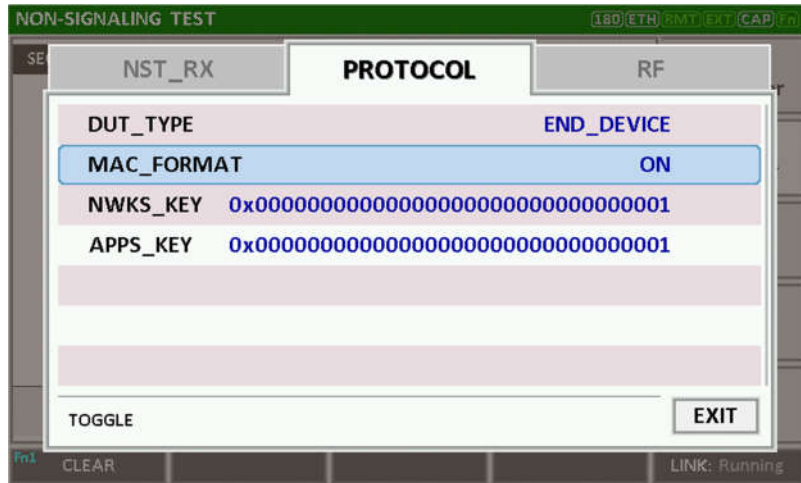 NON-SIGNALING TEST 180 ETH RMT EXT CAP Fn
SE
NST_RX PROTOCOL RF
r
DUT_TYPE END_DEVICE
MAC_FORMAT ON
NWKS_KEY 0x00000000000000000000000000000001
APPS_KEY 0x00000000000000000000000000000001
TOGGLE EXIT
Fn1 CLEAR LINK: Running